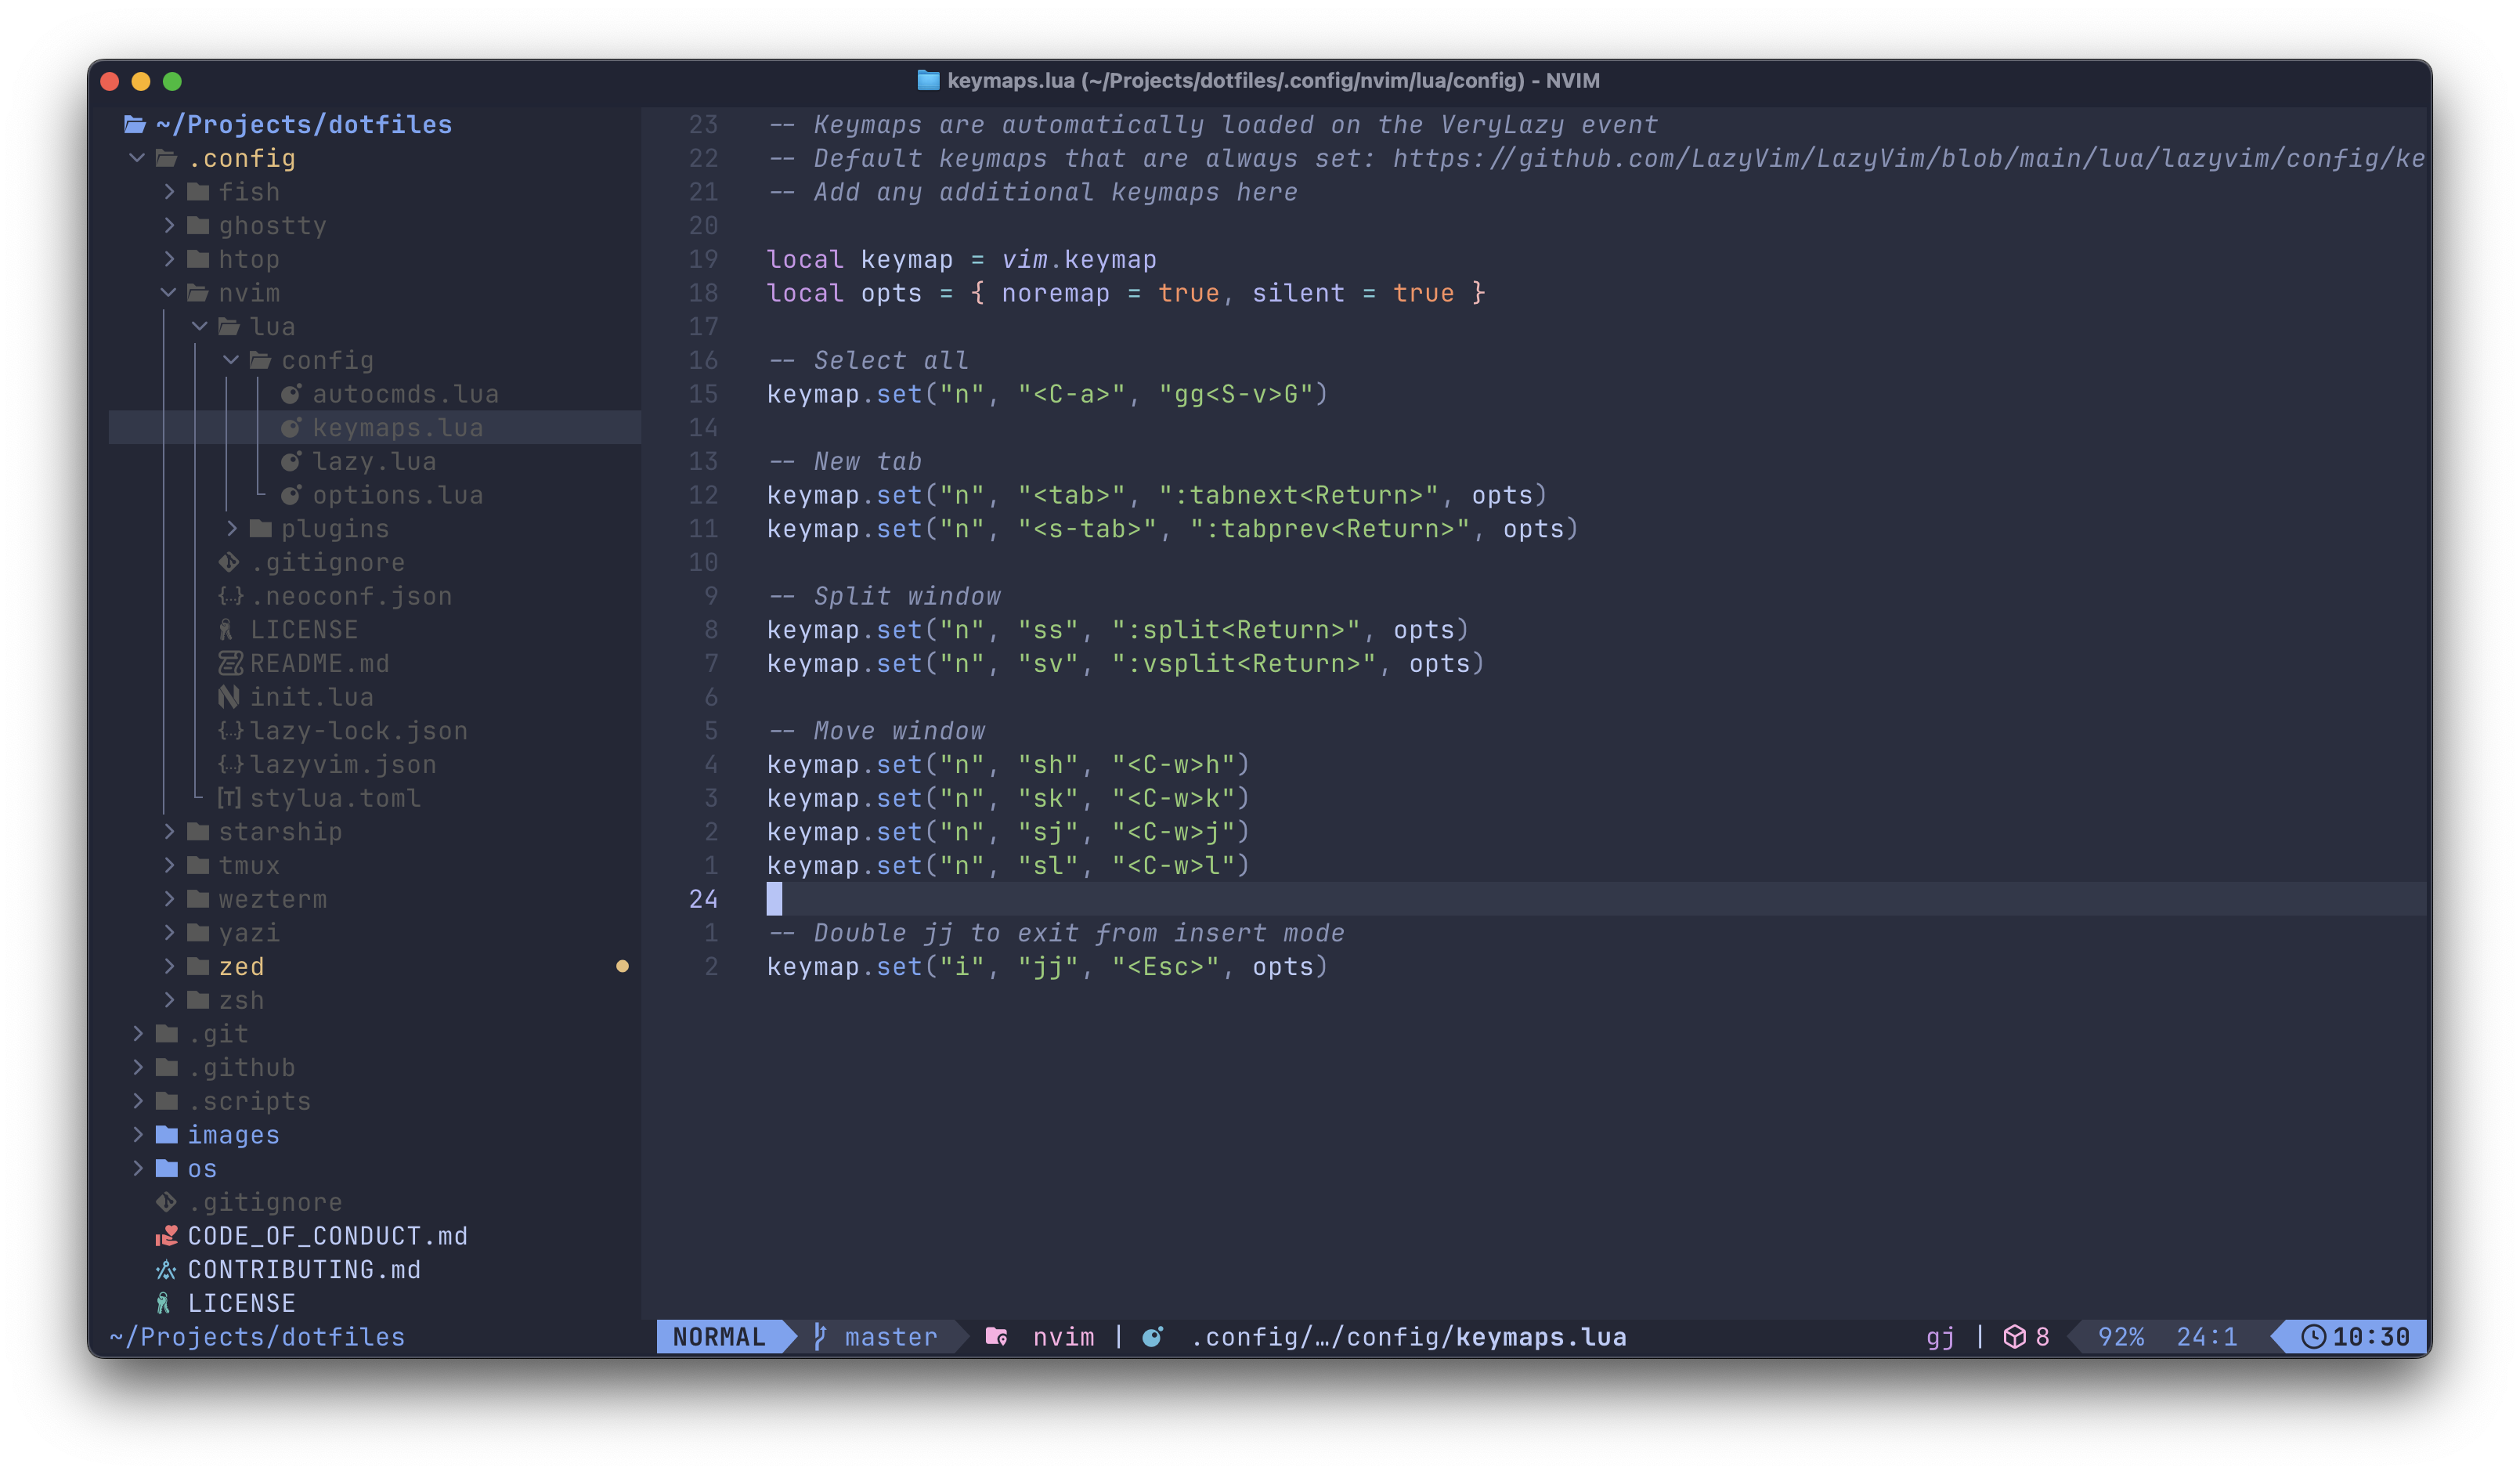 keymaps.lua (~/Projects/dotfiles/.config/nvim/lua/config) - NVIM
~/Projects/dotfiles
.config
fish
ghostty
htop
nvim
lua
config
autocmds.lua
keymaps.lua
lazy.lua
options.lua
plugins
.gitignore
.neoconf.json
LICENSE
README.md
init.lua
lazy-lock.json
lazyvim.json
stylua.toml
starship
tmux
wezterm
yazi
zed
zsh
.git
.github
.scripts
images
os
.gitignore
CODE_OF_CONDUCT.md
CONTRIBUTING.md
LICENSE
~/Projects/dotfiles
23 -- Keymaps are automatically loaded on the VeryLazy event
22 -- Default keymaps that are always set: https://github.com/LazyVim/LazyVim/blob/main/lua/lazyvim/config/ke
21 -- Add any additional keymaps here
20
19 local keymap = vim.keymap
18 local opts = { noremap = true, silent = true }
17
16 -- Select all
15 keymap.set("n", "<C-a>", "gg<S-v>G")
14
13 -- New tab
12 keymap.set("n", "<tab>", ":tabnext<Return>", opts)
11 keymap.set("n", "<s-tab>", ":tabprev<Return>", opts)
10
9 -- Split window
8 keymap.set("n", "ss", ":split<Return>", opts)
7 keymap.set("n", "sv", ":vsplit<Return>", opts)
6
5 -- Move window
4 keymap.set("n", "sh", "<C-w>h")
3 keymap.set("n", "sk", "<C-w>k")
2 keymap.set("n", "sj", "<C-w>j")
1 keymap.set("n", "sl", "<C-w>l")
24
1 -- Double jj to exit from insert mode
2 keymap.set("i", "jj", "<Esc>", opts)
NORMAL master nvim | .config/…/config/keymaps.lua gj | 8 92% 24:1 10:30